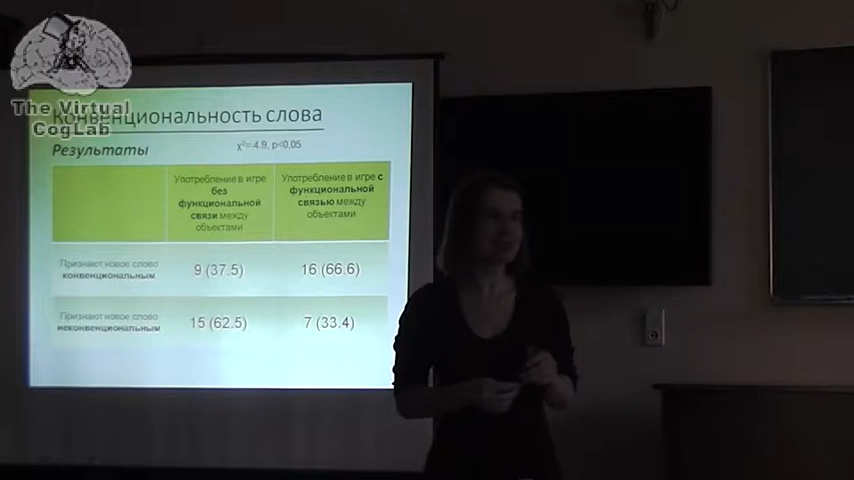 The Virtual
CogLab
Конвенциональность слова
Результаты
χ²= 4.9, p<0,05
Употребление в игре
без
функциональной
связи между
объектами
Употребление в игре с
функциональной
связью между
объектами
Признают новое слово
конвенциональным
9 (37.5)
16 (66.6)
Признают новое слово
неконвенциональным
15 (62.5)
7 (33.4)